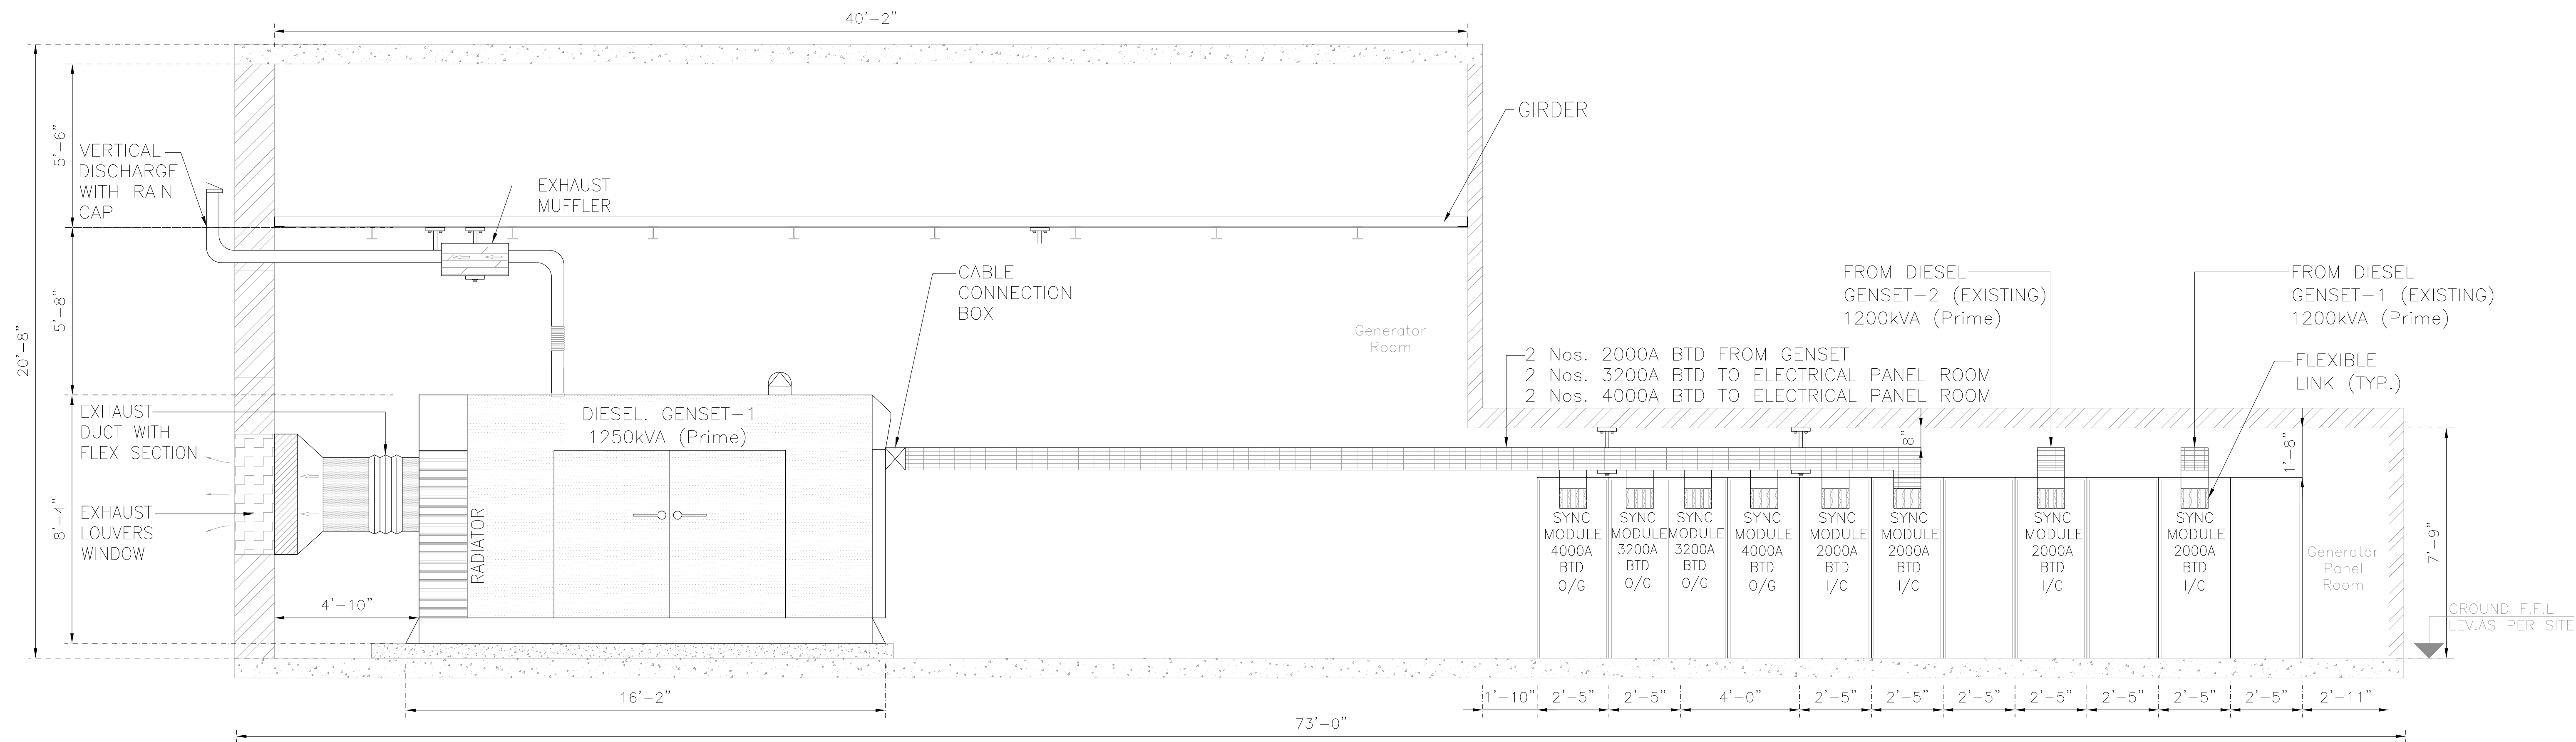 40'-2"
20'-8"
5'-6"
5'-8"
8'-4"
VERTICAL
DISCHARGE
WITH RAIN
CAP
EXHAUST
MUFFLER
GIRDER
CABLE
CONNECTION
BOX
Generator
Room
FROM DIESEL
GENSET-2 (EXISTING)
1200kVA (Prime)
FROM DIESEL
GENSET-1 (EXISTING)
1200kVA (Prime)
2 Nos. 2000A BTD FROM GENSET
2 Nos. 3200A BTD TO ELECTRICAL PANEL ROOM
2 Nos. 4000A BTD TO ELECTRICAL PANEL ROOM
FLEXIBLE
LINK (TYP.)
EXHAUST
DUCT WITH
FLEX SECTION
EXHAUST
LOUVERS
WINDOW
DIESEL. GENSET-1
1250kVA (Prime)
RADIATOR
4'-10"
8"
1'-8"
7'-9"
SYNC
MODULE
4000A
BTD
O/G
SYNC
MODULE
3200A
BTD
O/G
SYNC
MODULE
3200A
BTD
O/G
SYNC
MODULE
4000A
BTD
O/G
SYNC
MODULE
2000A
BTD
I/C
SYNC
MODULE
2000A
BTD
I/C
SYNC
MODULE
2000A
BTD
I/C
SYNC
MODULE
2000A
BTD
I/C
Generator
Panel
Room
GROUND F.F.L
LEV.AS PER SITE
16'-2"
1'-10"
2'-5"
2'-5"
4'-0"
2'-5"
2'-5"
2'-5"
2'-5"
2'-5"
2'-5"
2'-5"
2'-11"
73'-0"